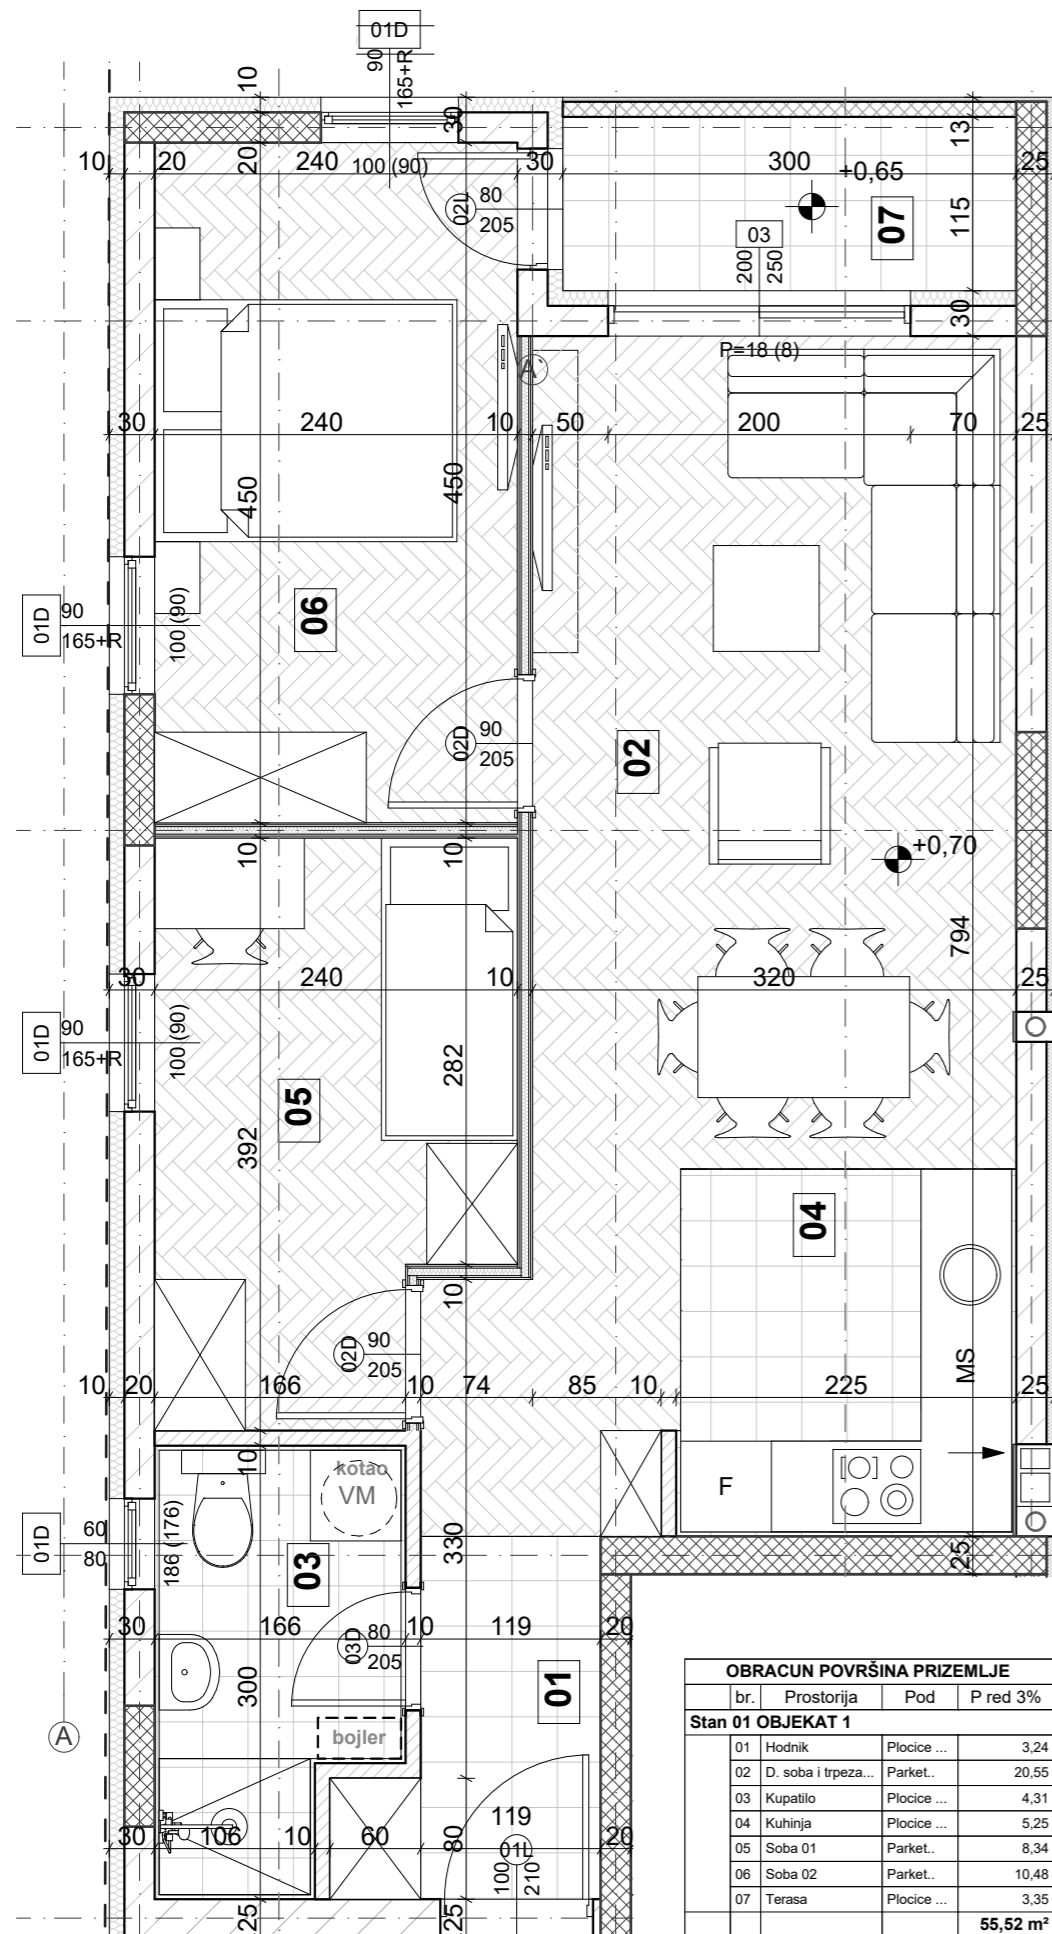 01D
90
165+R
10
30
13
10
20
20
240
100 (90)
30
300
25
+0,65
02L
80
205
03
200
250
07
115
30
P=18 (8)
A
30
240
10
50
200
70
25
450
450
01D
90
165+R
100 (90)
06
02D
90
205
02
+0,70
10
10
794
30
240
10
320
25
01D
90
165+R
100 (90)
282
05
392
04
10
02D
90
205
MS
10
20
166
10
74
85
10
225
25
10
kotao
VM
F
01D
60
80
186 (176)
03
330
25
30
166
10
119
20
03D
80
205
300
01
A
bojler
30
106
10
60
80
119
20
01L
100
210
25
25
OBRACUN POVRŠINA PRIZEMLJE
br. Prostorija Pod P red 3%
Stan 01 OBJEKAT 1
01 Hodnik Plocice ... 3,24
02 D. soba i trpeza... Parket.. 20,55
03 Kupatilo Plocice ... 4,31
04 Kuhinja Plocice ... 5,25
05 Soba 01 Parket.. 8,34
06 Soba 02 Parket.. 10,48
07 Terasa Plocice ... 3,35
55,52 m²